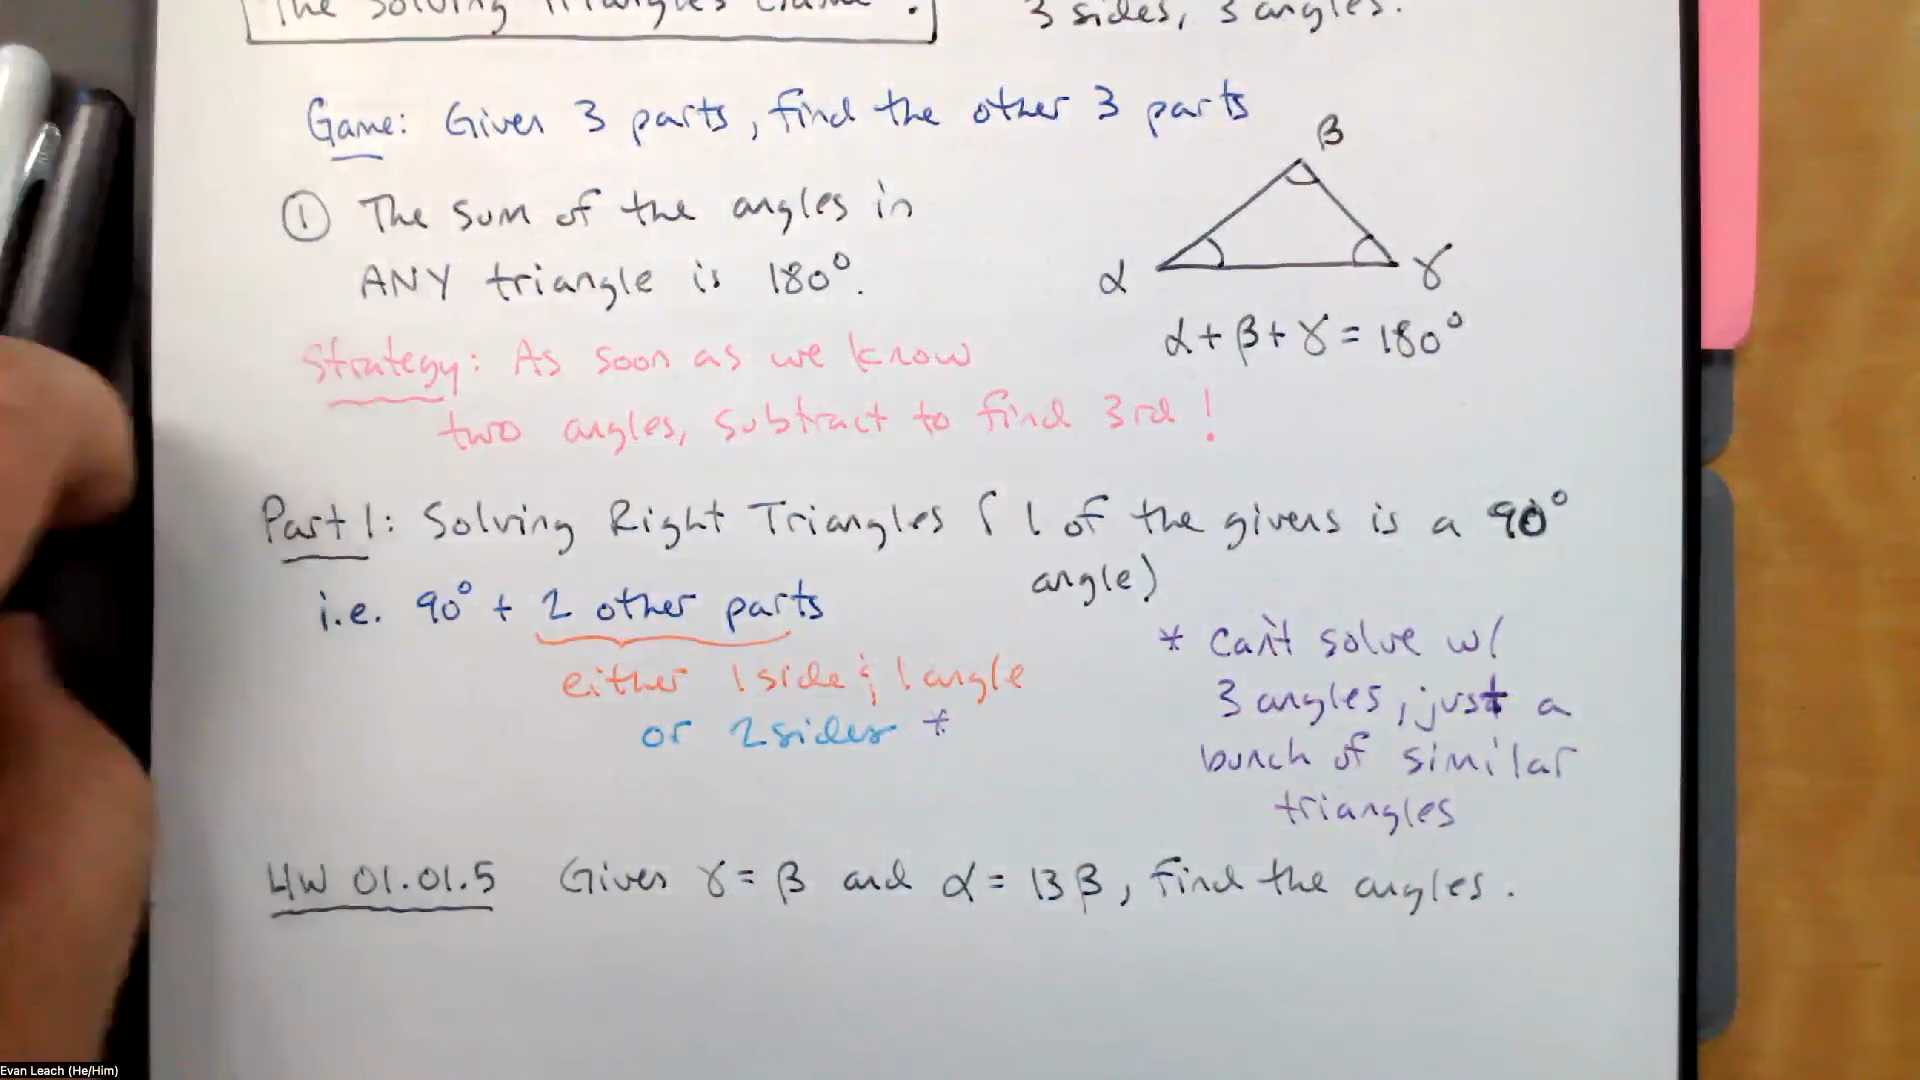 The Solving Triangles Game:
3 sides, 3 angles.
Game: Given 3 parts, find the other 3 parts
β
① The sum of the angles in
ANY triangle is 180°.
α γ
α + β + γ = 180°
Strategy: As soon as we know
two angles, subtract to find 3rd!
Part 1: Solving Right Triangles ( 1 of the givens is a 90°
angle)
i.e. 90° + 2 other parts
either 1 side & 1 angle
or 2 sides *
* Can't solve w/
3 angles, just a
bunch of similar
triangles
HW 01.01.5 Given γ = β and α = 13β, find the angles.
Evan Leach (He/Him)